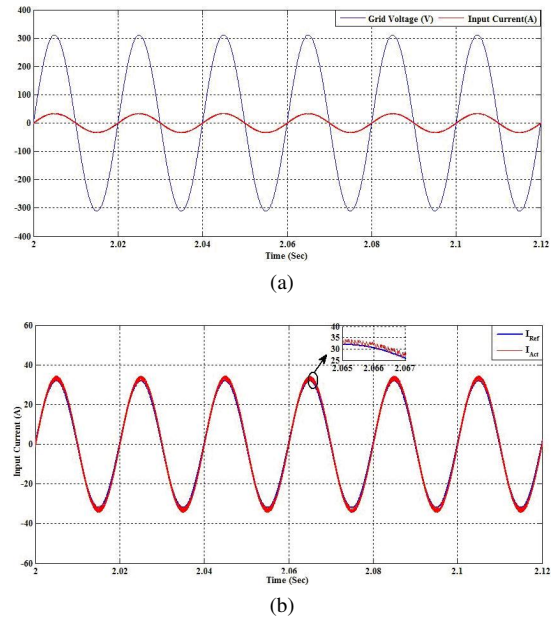 Grid Voltage (V) Input Current(A)
400
300
200
100
0
-100
-200
-300
-400
2 2.02 2.04 2.06 2.08 2.1 2.12
Time (Sec)
(a)
I_Ref
I_Act
40
35
30
25
2.065 2.066 2.067
Input Current (A)
60
40
20
0
-20
-40
-60
2 2.02 2.04 2.06 2.08 2.1 2.12
Time (Sec)
(b)